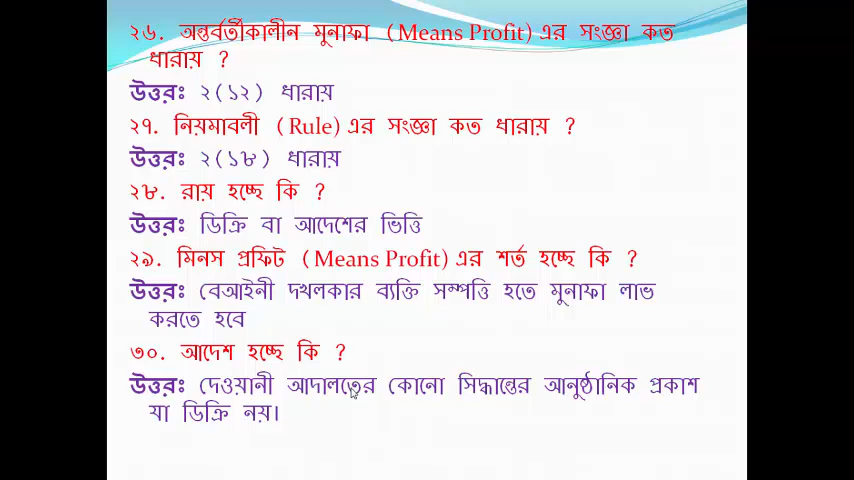 ২৬. অন্তর্বর্তীকালীন মুনাফা (Means Profit) এর সংজ্ঞা কত
ধারায় ?
উত্তরঃ ২(১২) ধারায়
২৭. নিয়মাবলী (Rule) এর সংজ্ঞা কত ধারায় ?
উত্তরঃ ২(১৮) ধারায়
২৮. রায় হচ্ছে কি ?
উত্তরঃ ডিক্রি বা আদেশের ভিত্তি
২৯. মিনস প্রফিট (Means Profit) এর শর্ত হচ্ছে কি ?
উত্তরঃ বেআইনী দখলকার ব্যক্তি সম্পত্তি হতে মুনাফা লাভ
করতে হবে
৩০. আদেশ হচ্ছে কি ?
উত্তরঃ দেওয়ানী আদালতের কোনো সিদ্ধান্তের আনুষ্ঠানিক প্রকাশ
যা ডিক্রি নয়।